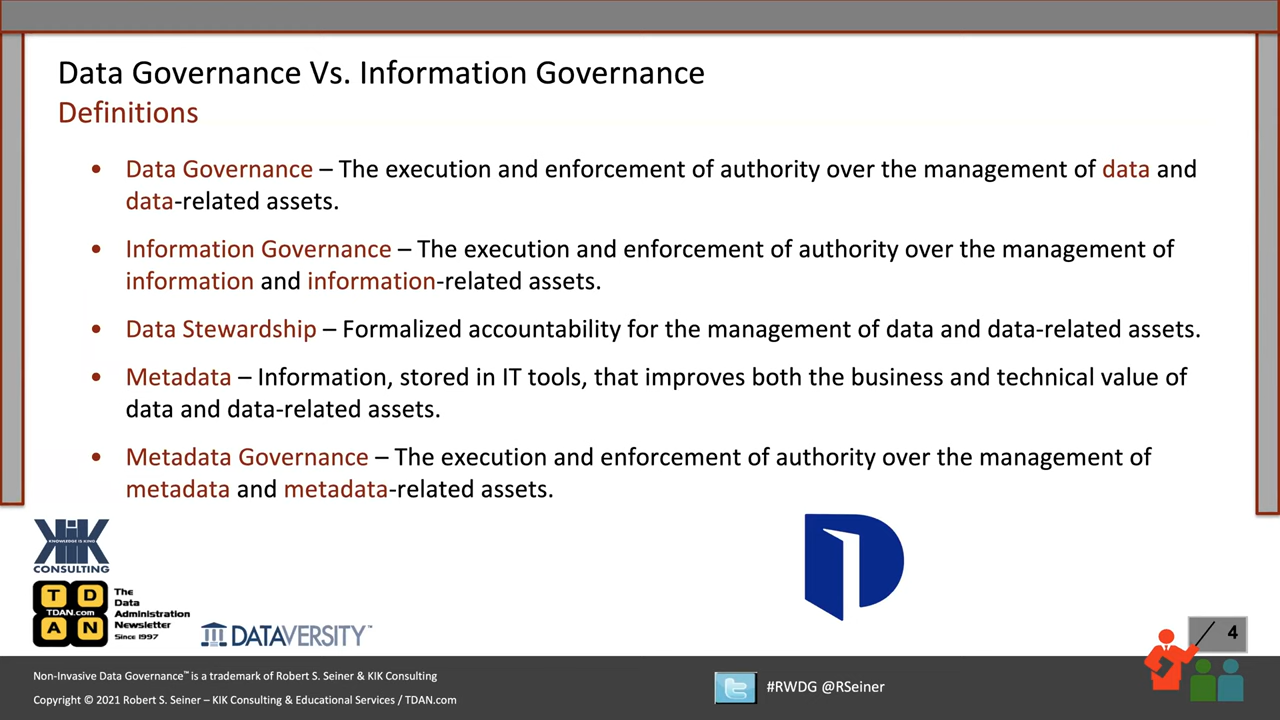 Data Governance Vs. Information Governance
Definitions
• Data Governance – The execution and enforcement of authority over the management of data and
data-related assets.
• Information Governance – The execution and enforcement of authority over the management of
information and information-related assets.
• Data Stewardship – Formalized accountability for the management of data and data-related assets.
• Metadata – Information, stored in IT tools, that improves both the business and technical value of
data and data-related assets.
• Metadata Governance – The execution and enforcement of authority over the management of
metadata and metadata-related assets.
KIK
KNOWLEDGE IS KING
CONSULTING
T D
TDAN.com
A N
The
Data
Administration
Newsletter
Since 1997
DATAVERSITY™
D
4
Non-Invasive Data Governance™ is a trademark of Robert S. Seiner & KIK Consulting
Copyright © 2021 Robert S. Seiner – KIK Consulting & Educational Services / TDAN.com
#RWDG @RSeiner